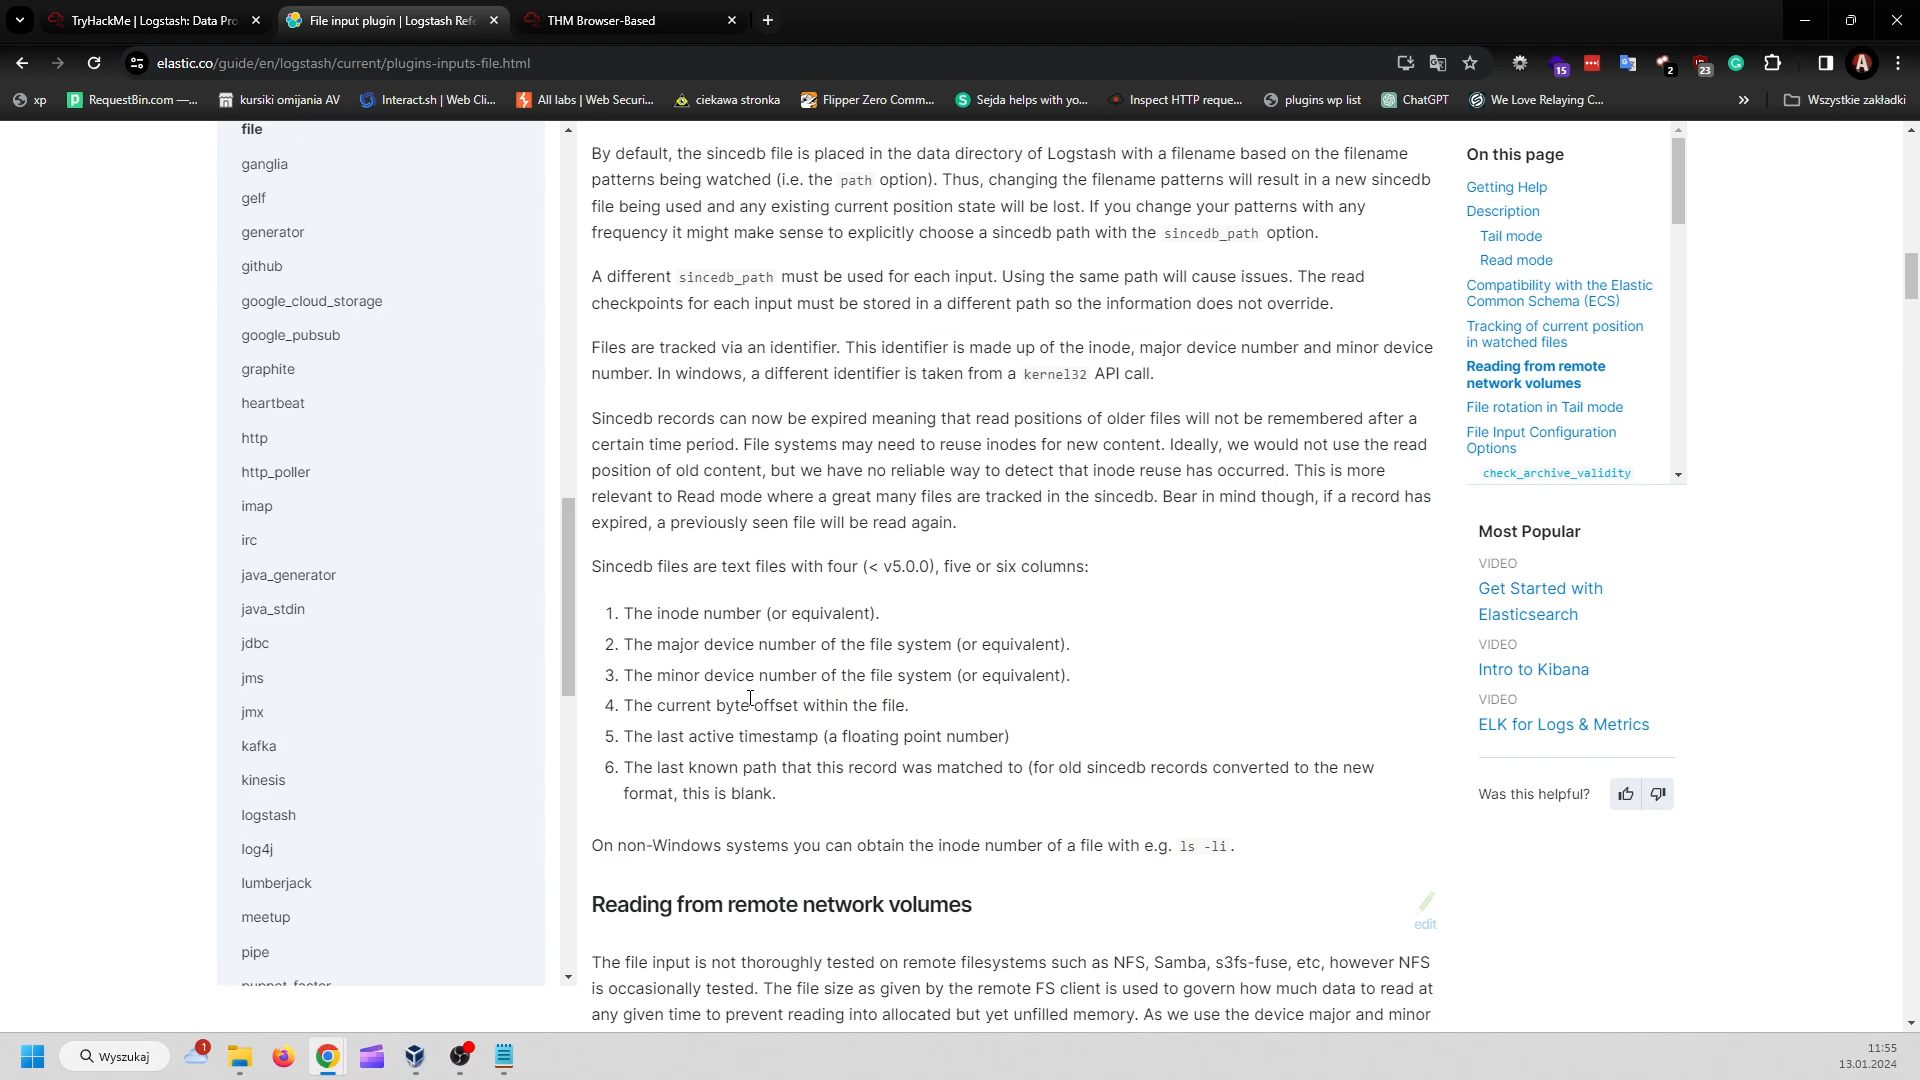 TryHackMe | Logstash: Data Pro
File input plugin | Logstash Refe
THM Browser-Based
elastic.co/guide/en/logstash/current/plugins-inputs-file.html
15
2
23
A
xp
RequestBin.com —...
kursiki omijania AV
Interact.sh | Web Cli...
All labs | Web Securi...
ciekawa stronka
Flipper Zero Comm...
Sejda helps with yo...
Inspect HTTP reque...
plugins wp list
ChatGPT
We Love Relaying C...
Wszystkie zakładki
file
ganglia
gelf
generator
github
google_cloud_storage
google_pubsub
graphite
heartbeat
http
http_poller
imap
irc
java_generator
java_stdin
jdbc
jms
jmx
kafka
kinesis
logstash
log4j
lumberjack
meetup
pipe
puppet_facter
By default, the sincedb file is placed in the data directory of Logstash with a filename based on the filename
patterns being watched (i.e. the path option). Thus, changing the filename patterns will result in a new sincedb
file being used and any existing current position state will be lost. If you change your patterns with any
frequency it might make sense to explicitly choose a sincedb path with the sincedb_path option.
A different sincedb_path must be used for each input. Using the same path will cause issues. The read
checkpoints for each input must be stored in a different path so the information does not override.
Files are tracked via an identifier. This identifier is made up of the inode, major device number and minor device
number. In windows, a different identifier is taken from a kernel32 API call.
Sincedb records can now be expired meaning that read positions of older files will not be remembered after a
certain time period. File systems may need to reuse inodes for new content. Ideally, we would not use the read
position of old content, but we have no reliable way to detect that inode reuse has occurred. This is more
relevant to Read mode where a great many files are tracked in the sincedb. Bear in mind though, if a record has
expired, a previously seen file will be read again.
Sincedb files are text files with four (< v5.0.0), five or six columns:
1. The inode number (or equivalent).
2. The major device number of the file system (or equivalent).
3. The minor device number of the file system (or equivalent).
4. The current byte offset within the file.
5. The last active timestamp (a floating point number)
6. The last known path that this record was matched to (for old sincedb records converted to the new
format, this is blank.
On non-Windows systems you can obtain the inode number of a file with e.g. ls -li.
Reading from remote network volumes
edit
The file input is not thoroughly tested on remote filesystems such as NFS, Samba, s3fs-fuse, etc, however NFS
is occasionally tested. The file size as given by the remote FS client is used to govern how much data to read at
any given time to prevent reading into allocated but yet unfilled memory. As we use the device major and minor
On this page
Getting Help
Description
Tail mode
Read mode
Compatibility with the Elastic
Common Schema (ECS)
Tracking of current position
in watched files
Reading from remote
network volumes
File rotation in Tail mode
File Input Configuration
Options
check_archive_validity
Most Popular
VIDEO
Get Started with
Elasticsearch
VIDEO
Intro to Kibana
VIDEO
ELK for Logs & Metrics
Was this helpful?
Wyszukaj
1
11:55
13.01.2024